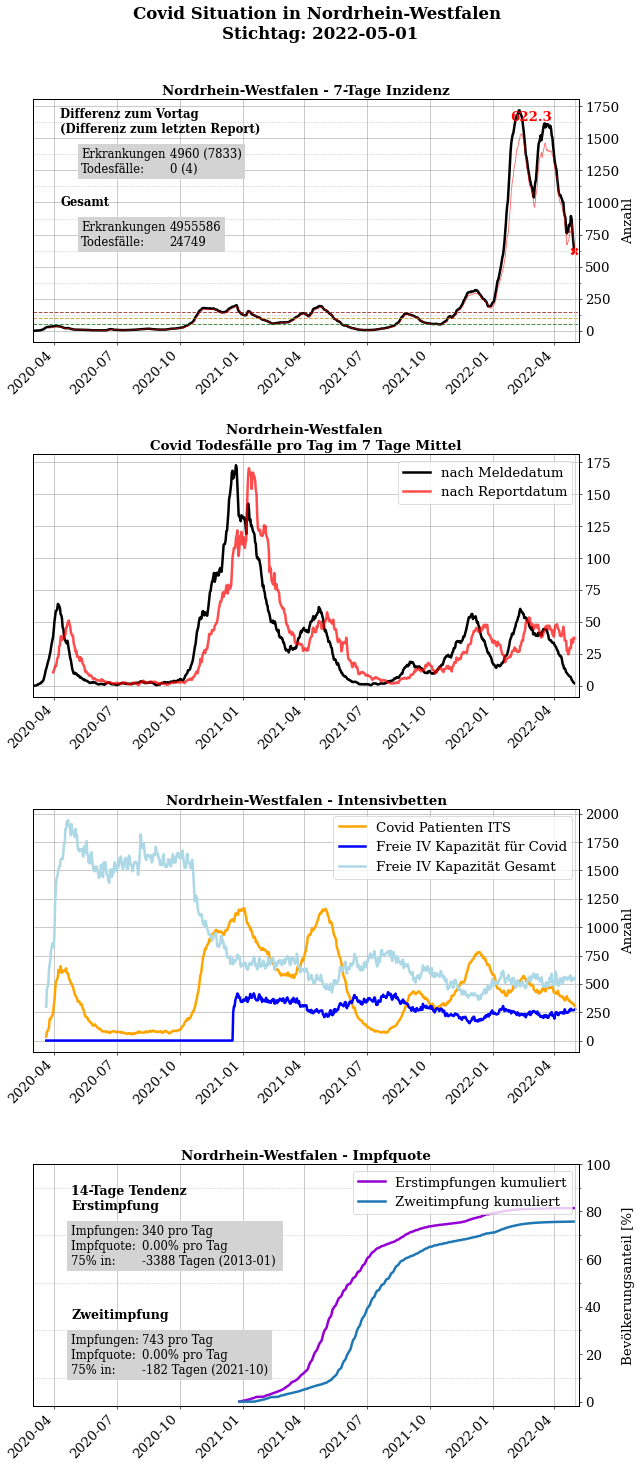 Covid Situation in Nordrhein-Westfalen
Stichtag: 2022-05-01
Nordrhein-Westfalen - 7-Tage Inzidenz
Differenz zum Vortag
(Differenz zum letzten Report)
Erkrankungen 4960 (7833)
Todesfälle: 0 (4)
Gesamt
Erkrankungen 4955586
Todesfälle: 24749
622.3
1750
1500
1250
1000
750
500
250
0
Anzahl
2020-04 2020-07 2020-10 2021-01 2021-04 2021-07 2021-10 2022-01 2022-04
Nordrhein-Westfalen
Covid Todesfälle pro Tag im 7 Tage Mittel
nach Meldedatum
nach Reportdatum
175
150
125
100
75
50
25
0
2020-04 2020-07 2020-10 2021-01 2021-04 2021-07 2021-10 2022-01 2022-04
Nordrhein-Westfalen - Intensivbetten
Covid Patienten ITS
Freie IV Kapazität für Covid
Freie IV Kapazität Gesamt
2000
1750
1500
1250
1000
750
500
250
0
Anzahl
2020-04 2020-07 2020-10 2021-01 2021-04 2021-07 2021-10 2022-01 2022-04
Nordrhein-Westfalen - Impfquote
14-Tage Tendenz
Erstimpfung
Impfungen: 340 pro Tag
Impfquote: 0.00% pro Tag
75% in: -3388 Tagen (2013-01)
Zweitimpfung
Impfungen: 743 pro Tag
Impfquote: 0.00% pro Tag
75% in: -182 Tagen (2021-10)
Erstimpfungen kumuliert
Zweitimpfung kumuliert
100
80
60
40
20
0
Bevölkerungsanteil [%]
2020-04 2020-07 2020-10 2021-01 2021-04 2021-07 2021-10 2022-01 2022-04